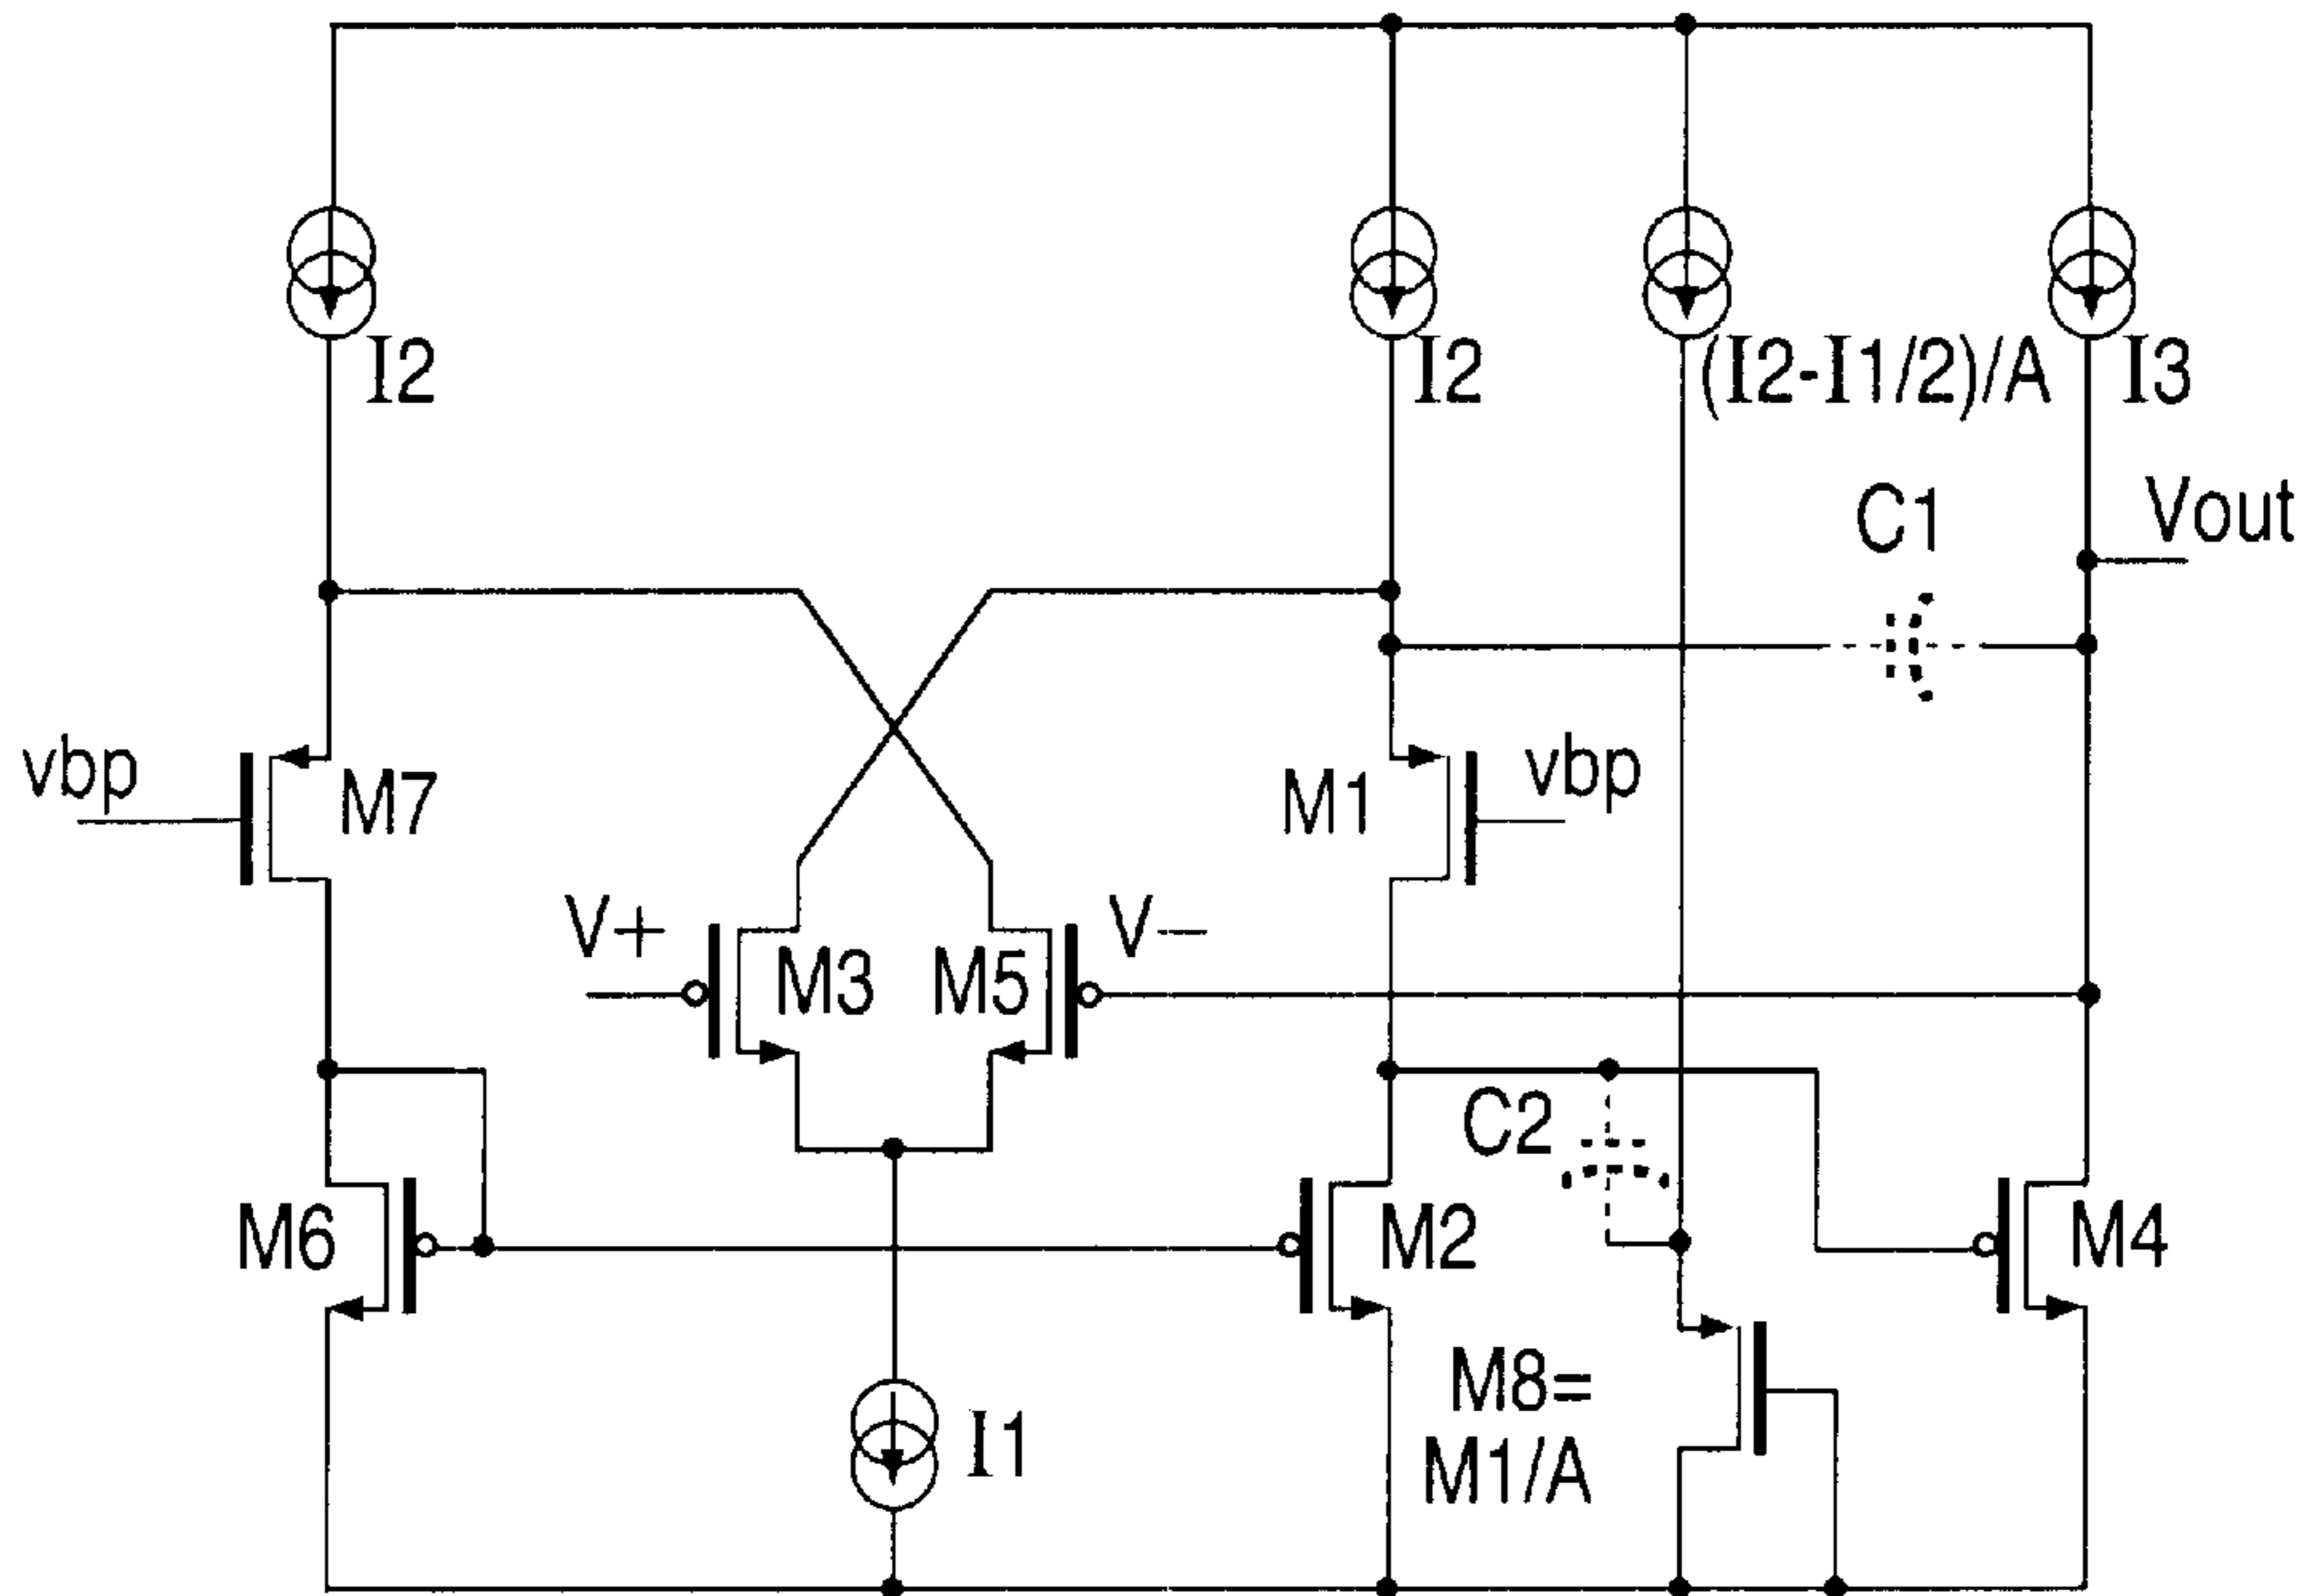 I2
I2
(I2-I1/2)/A
I3
C1
Vout
vbp
M7
M1
vbp
V+
M3
M5
V−
C2
M6
M2
M4
M8=
M1/A
I1